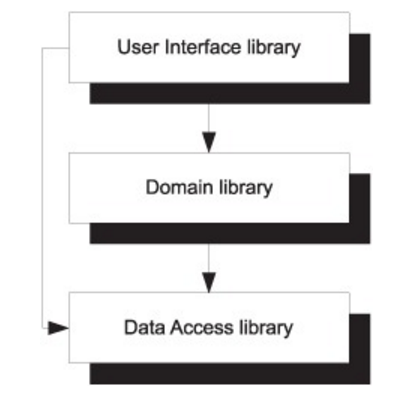 User Interface library
Domain library
Data Access library